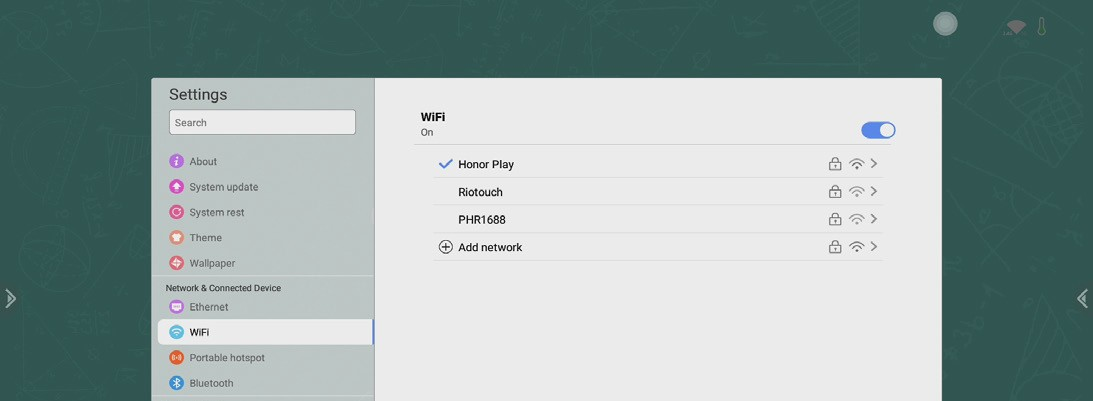 Settings
Search
About
System update
System rest
Theme
Wallpaper
Network & Connected Device
Ethernet
WiFi
Portable hotspot
Bluetooth
WiFi
On
Honor Play
Riotouch
PHR1688
Add network